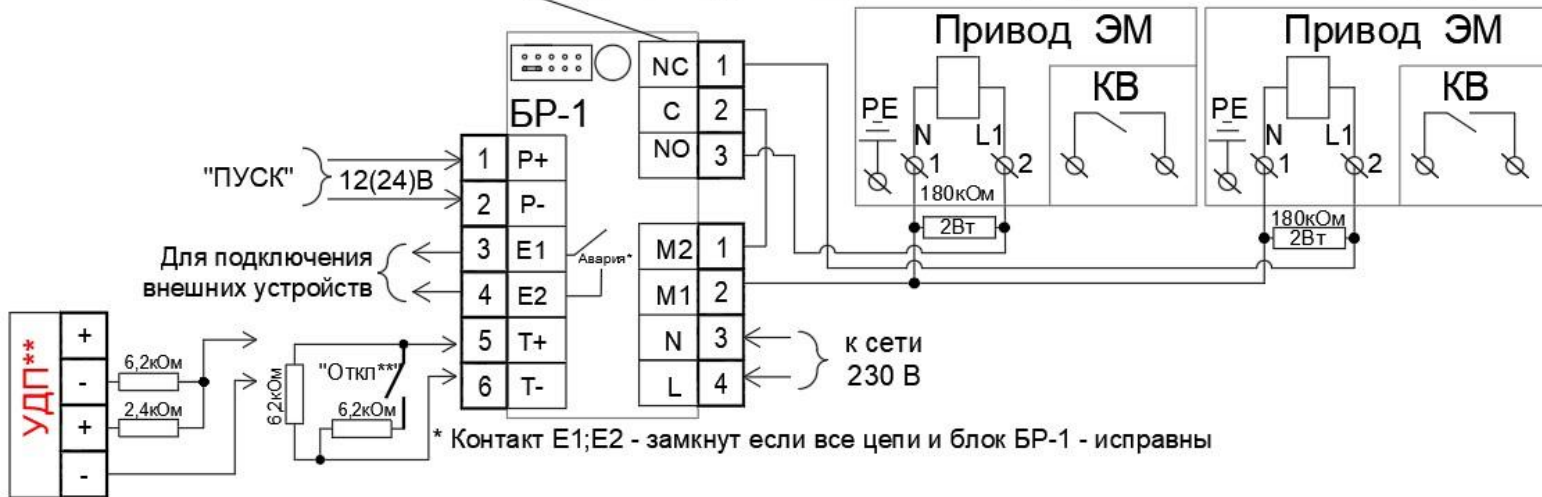 Привод ЭМ
КВ
PE
N
L1
1
2
180кОм
2Вт
Привод ЭМ
КВ
PE
N
L1
1
2
180кОм
2Вт
БР-1
NC 1
C 2
NO 3
"ПУСК"
12(24)В
1 P+
2 P-
3 E1
4 E2
5 T+
6 T-
Авария*
M2 1
M1 2
N 3
L 4
Для подключения
внешних устройств
к сети
230 В
УДП**
+
-
+
-
6,2кОм
2,4кОм
6,2кОм
"Откл**"
6,2кОм
* Контакт E1;E2 - замкнут если все цепи и блок БР-1 - исправны